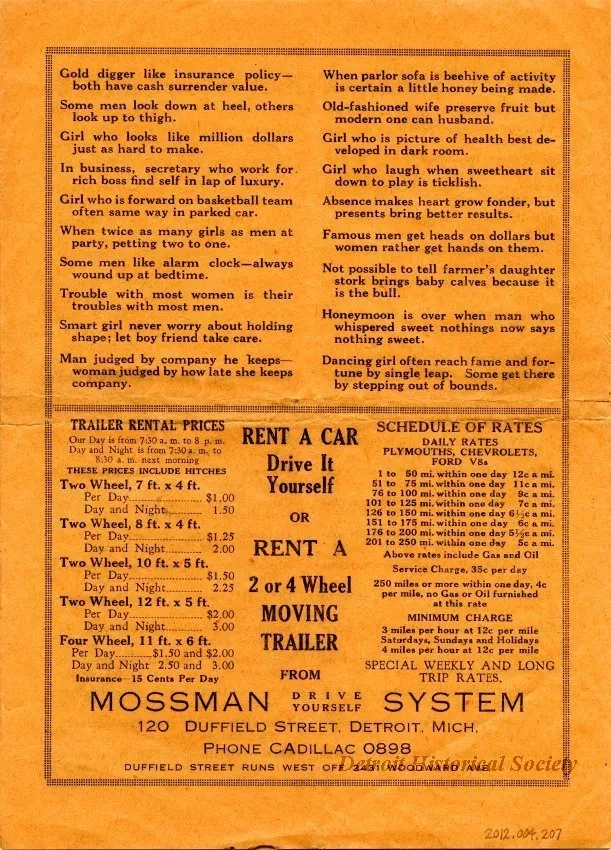 Gold digger like insurance policy—
both have cash surrender value.
Some men look down at heel, others
look up to thigh.
Girl who looks like million dollars
just as hard to make.
In business, secretary who work for
rich boss find self in lap of luxury.
Girl who is forward on basketball team
often same way in parked car.
When twice as many girls as men at
party, petting two to one.
Some men like alarm clock—always
wound up at bedtime.
Trouble with most women is their
troubles with most men.
Smart girl never worry about holding
shape; let boy friend take care.
Man judged by company he keeps—
woman judged by how late she keeps
company.
When parlor sofa is beehive of activity
is certain a little honey being made.
Old-fashioned wife preserve fruit but
modern one can husband.
Girl who is picture of health best de-
veloped in dark room.
Girl who laugh when sweetheart sit
down to play is ticklish.
Absence makes heart grow fonder, but
presents bring better results.
Famous men get heads on dollars but
women rather get hands on them.
Not possible to tell farmer's daughter
stork brings baby calves because it
is the bull.
Honeymoon is over when man who
whispered sweet nothings now says
nothing sweet.
Dancing girl often reach fame and for-
tune by single leap. Some get there
by stepping out of bounds.
TRAILER RENTAL PRICES
Our Day is from 7:30 a. m. to 8 p. m.
Day and Night is from 7:30 a. m. to
8:30 a. m. next morning
THESE PRICES INCLUDE HITCHES
Two Wheel, 7 ft. x 4 ft.
Per Day $1.00
Day and Night 1.50
Two Wheel, 8 ft. x 4 ft.
Per Day $1.25
Day and Night 2.00
Two Wheel, 10 ft. x 5 ft.
Per Day $1.50
Day and Night 2.25
Two Wheel, 12 ft. x 5 ft.
Per Day $2.00
Day and Night 3.00
Four Wheel, 11 ft. x 6 ft.
Per Day $1.50 and $2.00
Day and Night 2.50 and 3.00
Insurance—15 Cents Per Day
RENT A CAR
Drive It
Yourself
OR
RENT A
2 or 4 Wheel
MOVING
TRAILER
FROM
SCHEDULE OF RATES
DAILY RATES
PLYMOUTHS, CHEVROLETS,
FORD V8s
1 to 50 mi. within one day 12c a mi.
51 to 75 mi. within one day 11c a mi.
76 to 100 mi. within one day 9c a mi.
101 to 125 mi. within one day 7c a mi.
126 to 150 mi. within one day 6½c a mi.
151 to 175 mi. within one day 6c a mi.
176 to 200 mi. within one day 5½c a mi.
201 to 250 mi. within one day 5c a mi.
Above rates include Gas and Oil
Service Charge, 35c per day
250 miles or more within one day, 4c
per mile, no Gas or Oil furnished
at this rate
MINIMUM CHARGE
3 miles per hour at 12c per mile
Saturdays, Sundays and Holidays
4 miles per hour at 12c per mile
SPECIAL WEEKLY AND LONG
TRIP RATES.
MOSSMAN DRIVE YOURSELF SYSTEM
120 DUFFIELD STREET, DETROIT, MICH.
PHONE CADILLAC 0898
DUFFIELD STREET RUNS WEST OFF 2431 WOODWARD AVE.
Detroit Historical Society
2012.004.207